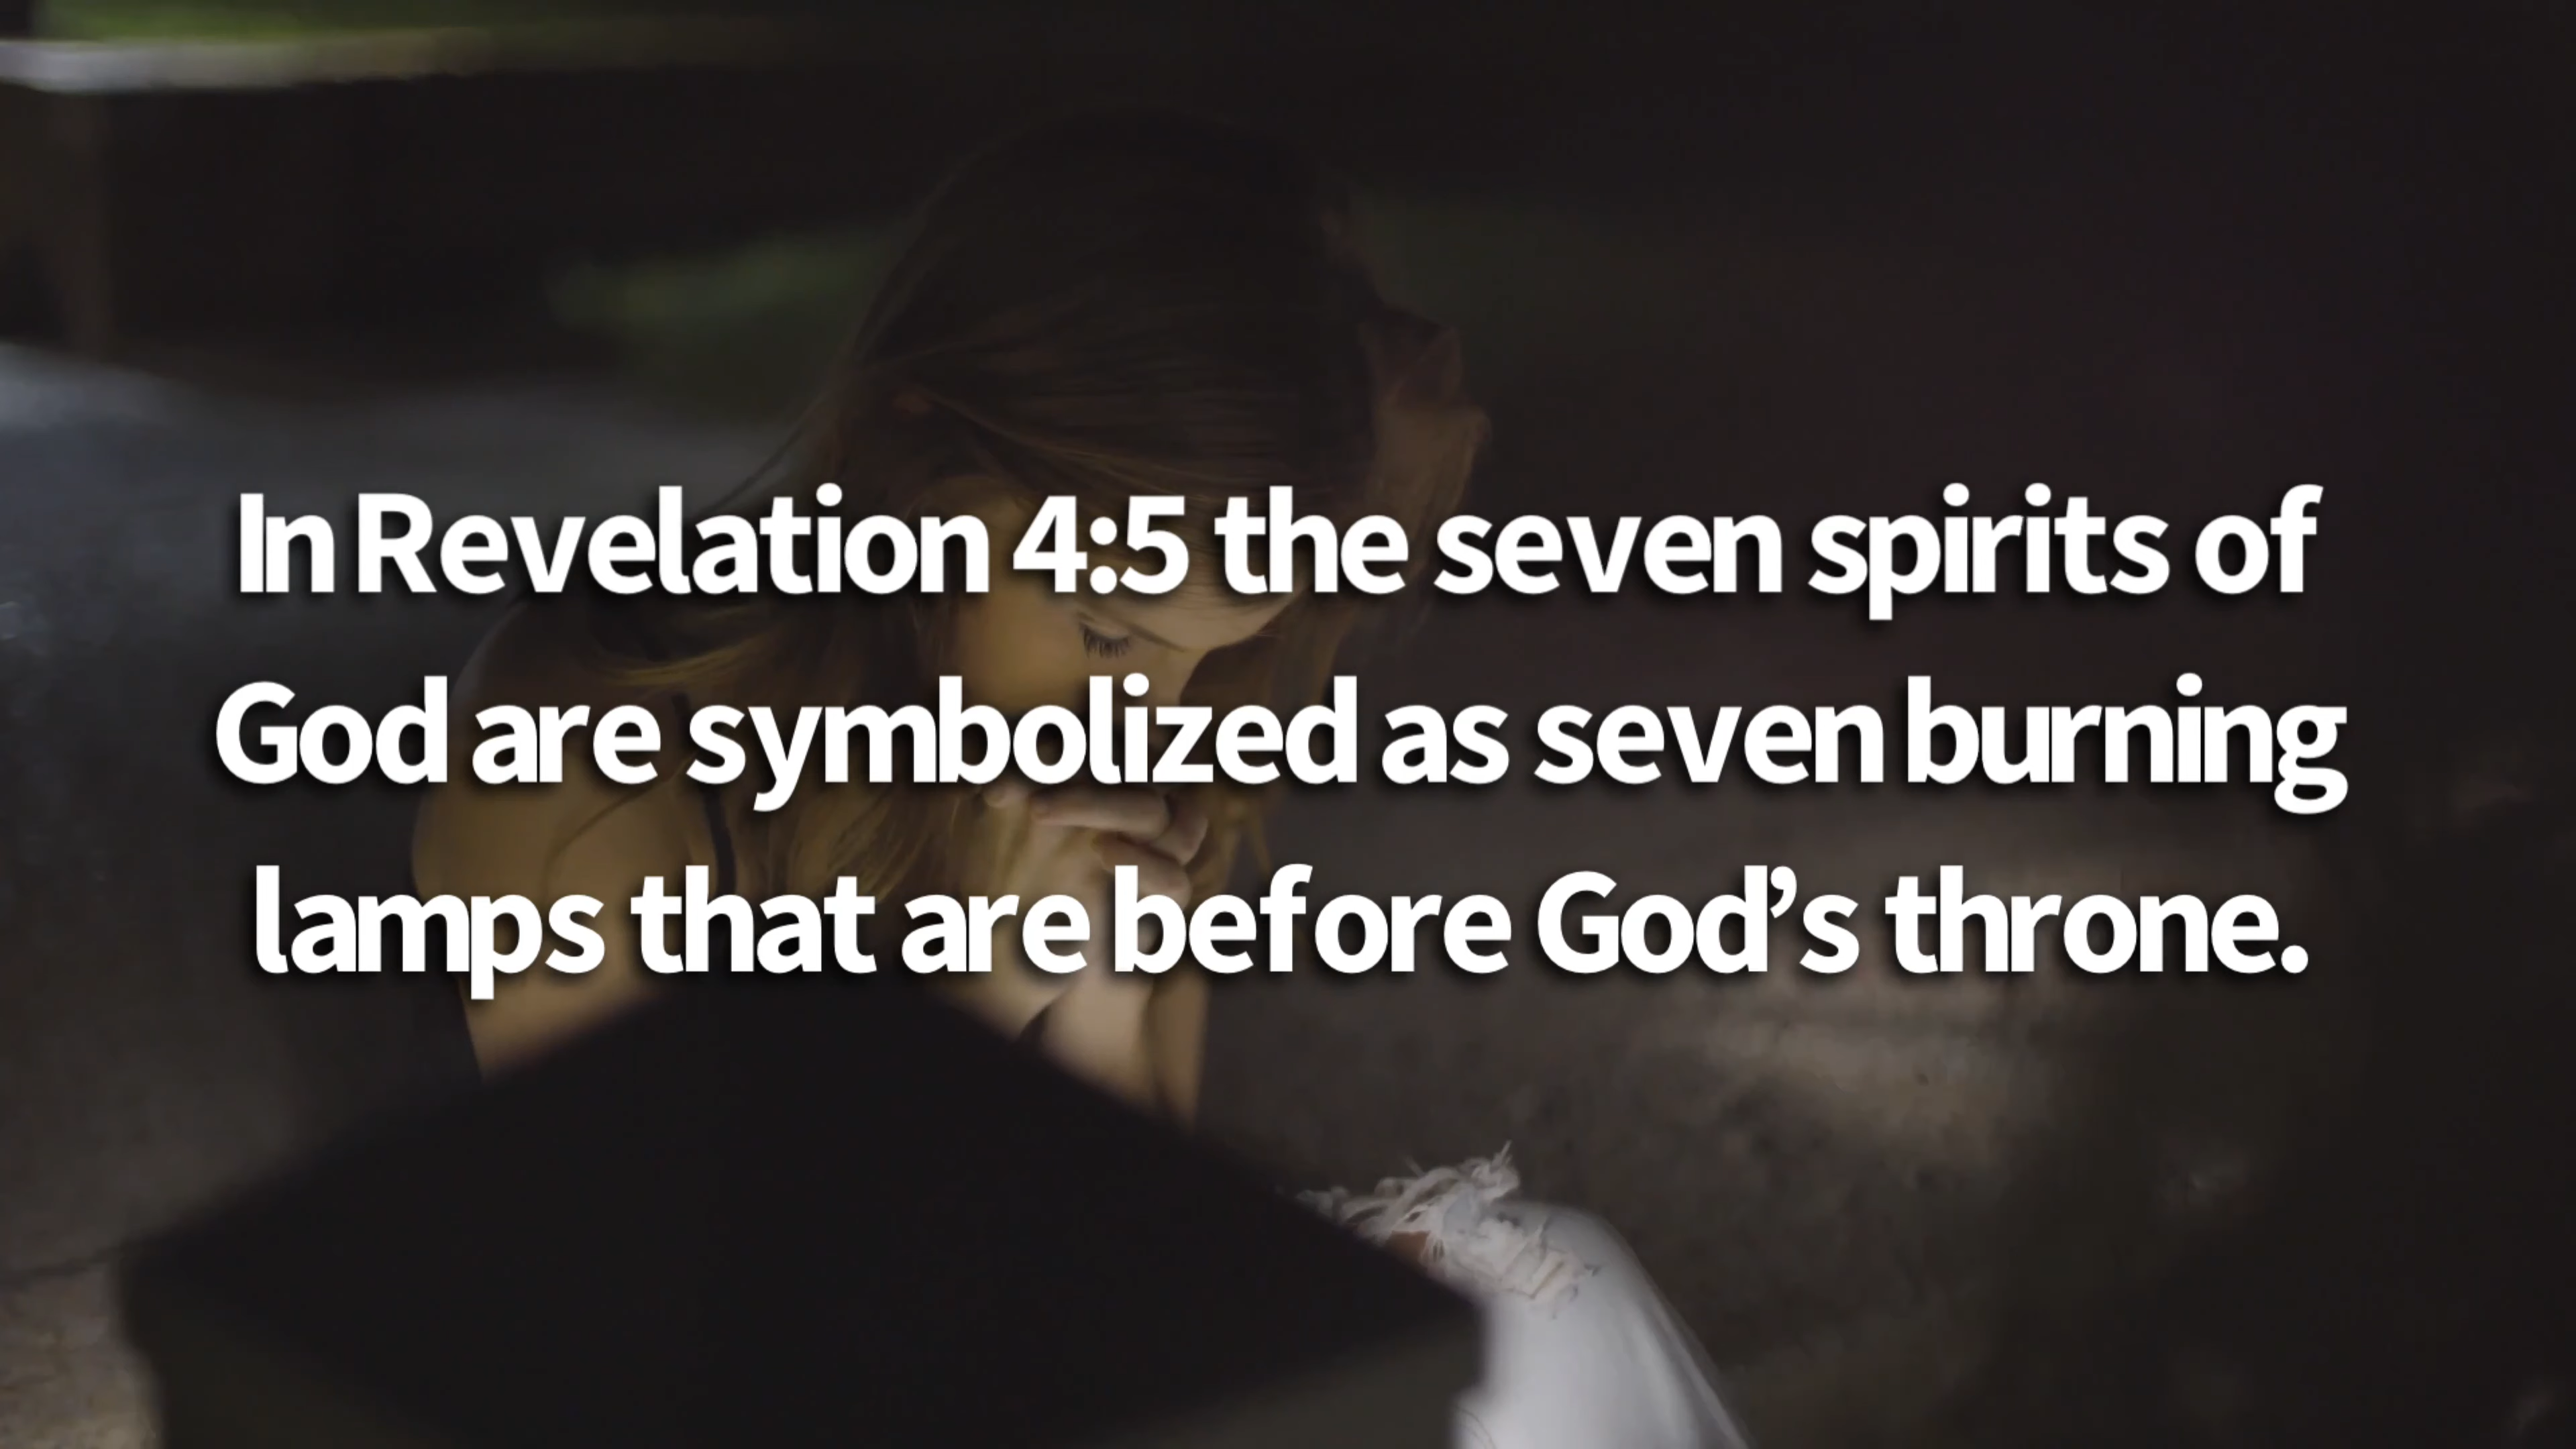 In Revelation 4:5 the seven spirits of
God are symbolized as seven burning
lamps that are before God’s throne.